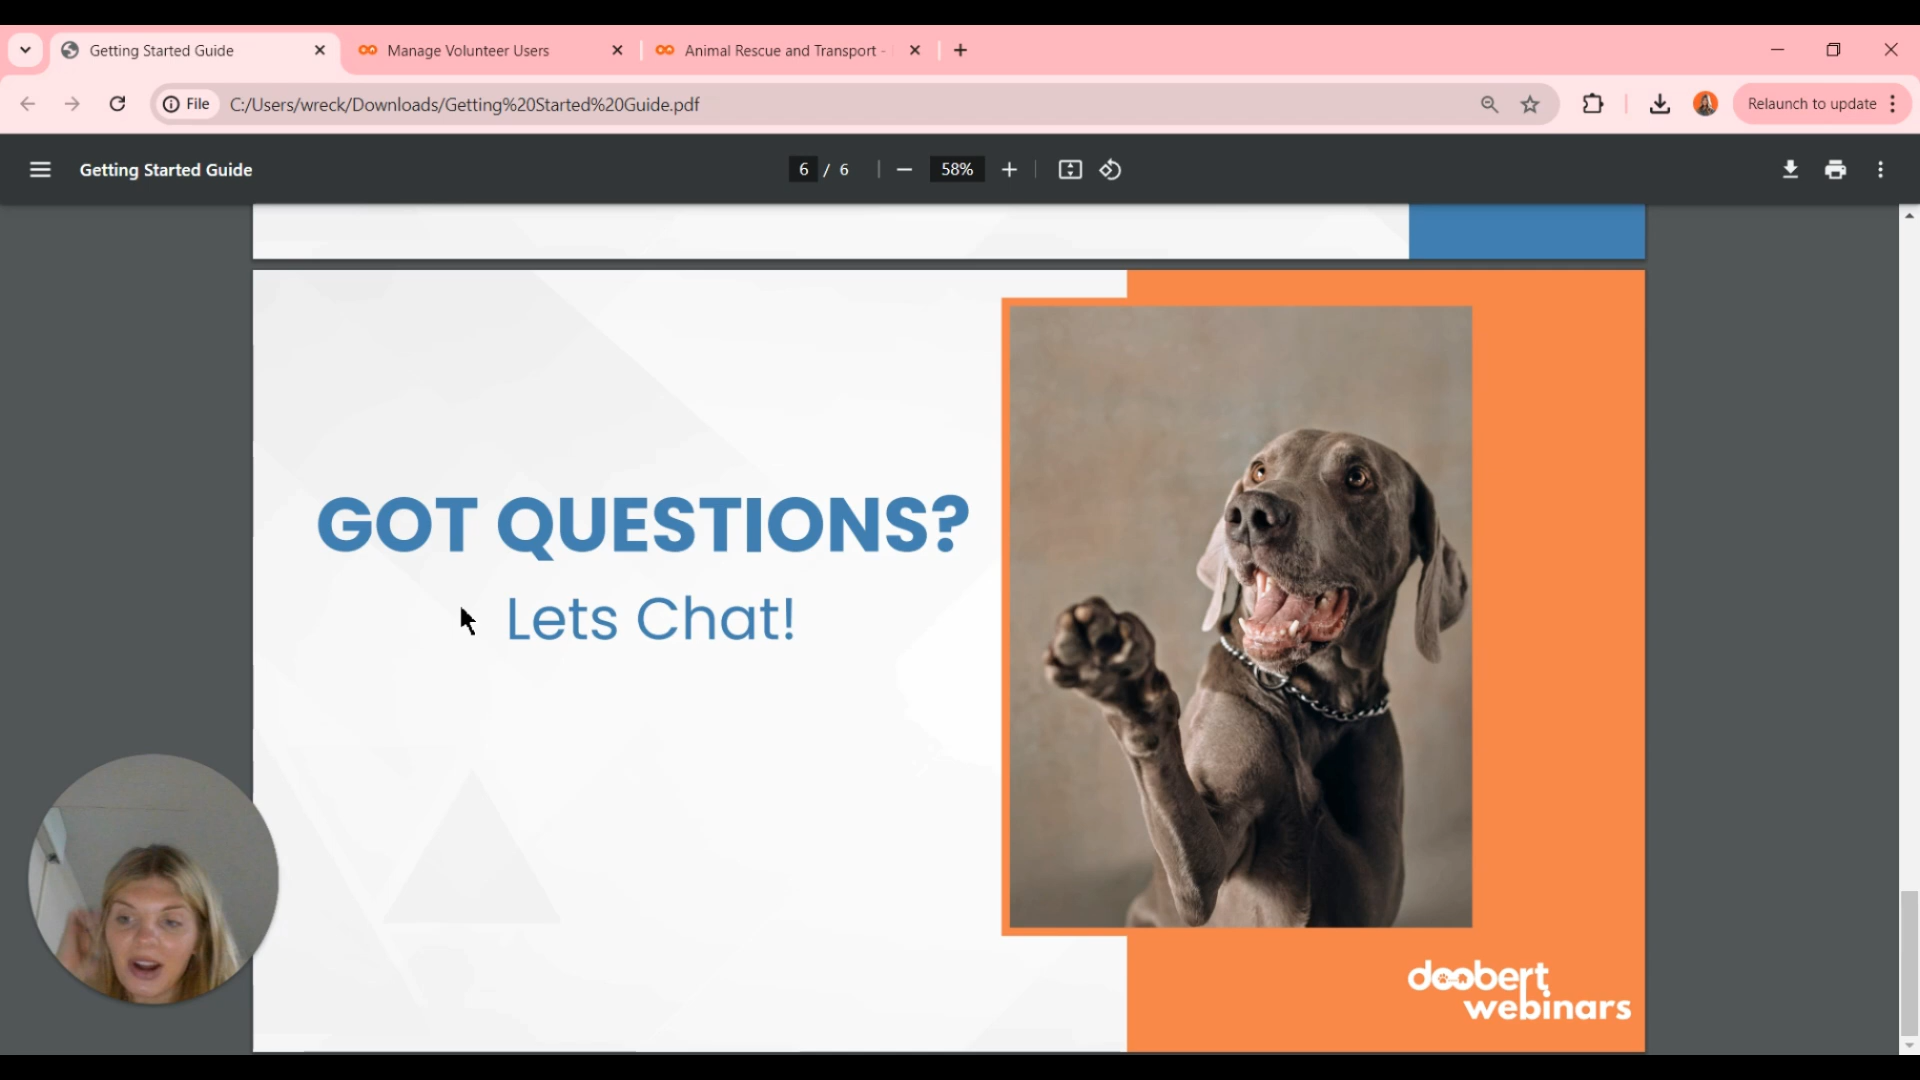 Getting Started Guide
Manage Volunteer Users
Animal Rescue and Transport -
File
C:/Users/wreck/Downloads/Getting%20Started%20Guide.pdf
Relaunch to update
Getting Started Guide
6 / 6
58%
GOT QUESTIONS?
Lets Chat!
doobert
webinars